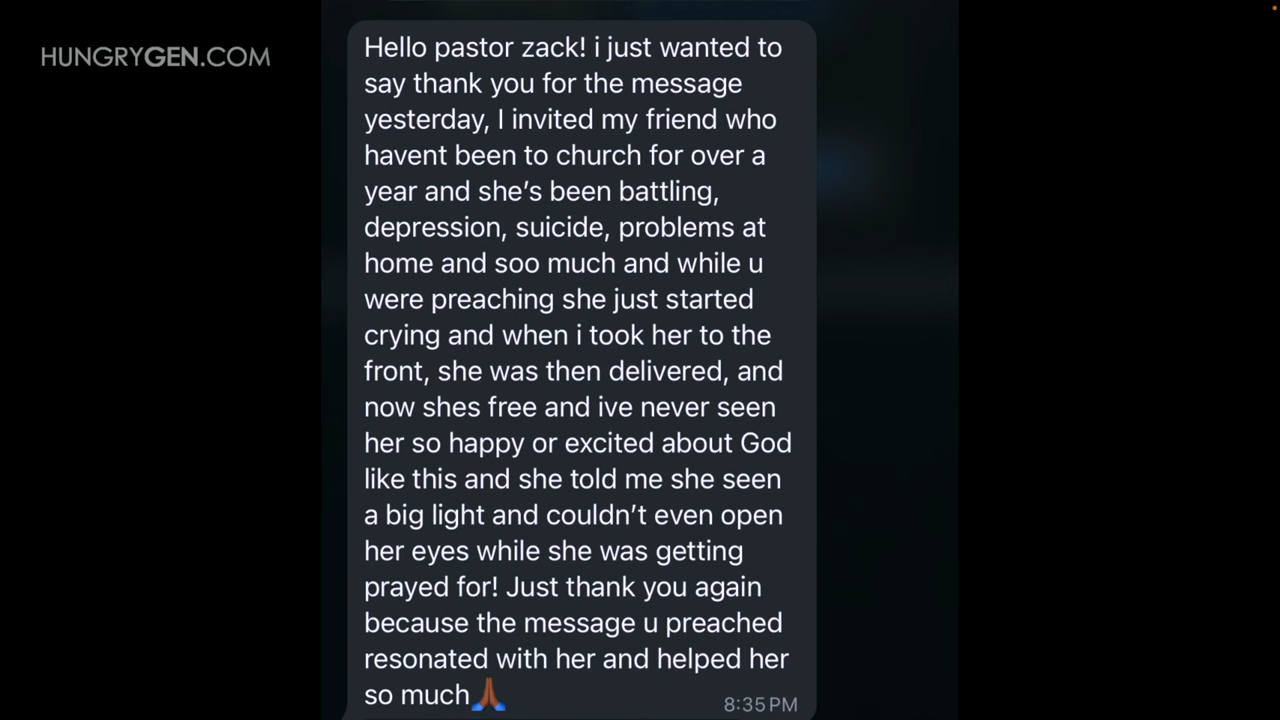 HUNGRYGEN.COM
Hello pastor zack! i just wanted to
say thank you for the message
yesterday, I invited my friend who
havent been to church for over a
year and she’s been battling,
depression, suicide, problems at
home and soo much and while u
were preaching she just started
crying and when i took her to the
front, she was then delivered, and
now shes free and ive never seen
her so happy or excited about God
like this and she told me she seen
a big light and couldn’t even open
her eyes while she was getting
prayed for! Just thank you again
because the message u preached
resonated with her and helped her
so much🙏🏾
8:35 PM